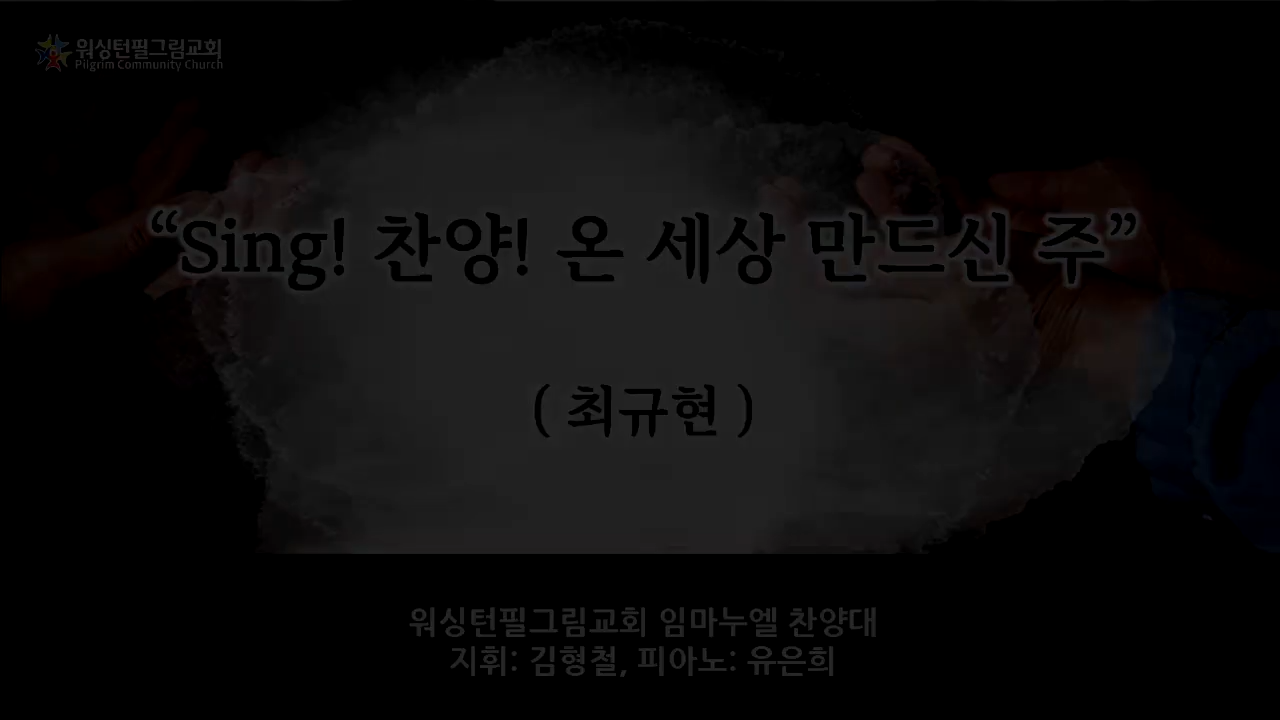 워싱턴필그림교회
Pilgrim Community Church
“Sing! 찬양! 온 세상 만드신 주”
( 최규현 )
워싱턴필그림교회 임마누엘 찬양대
지휘: 김형철, 피아노: 유은희